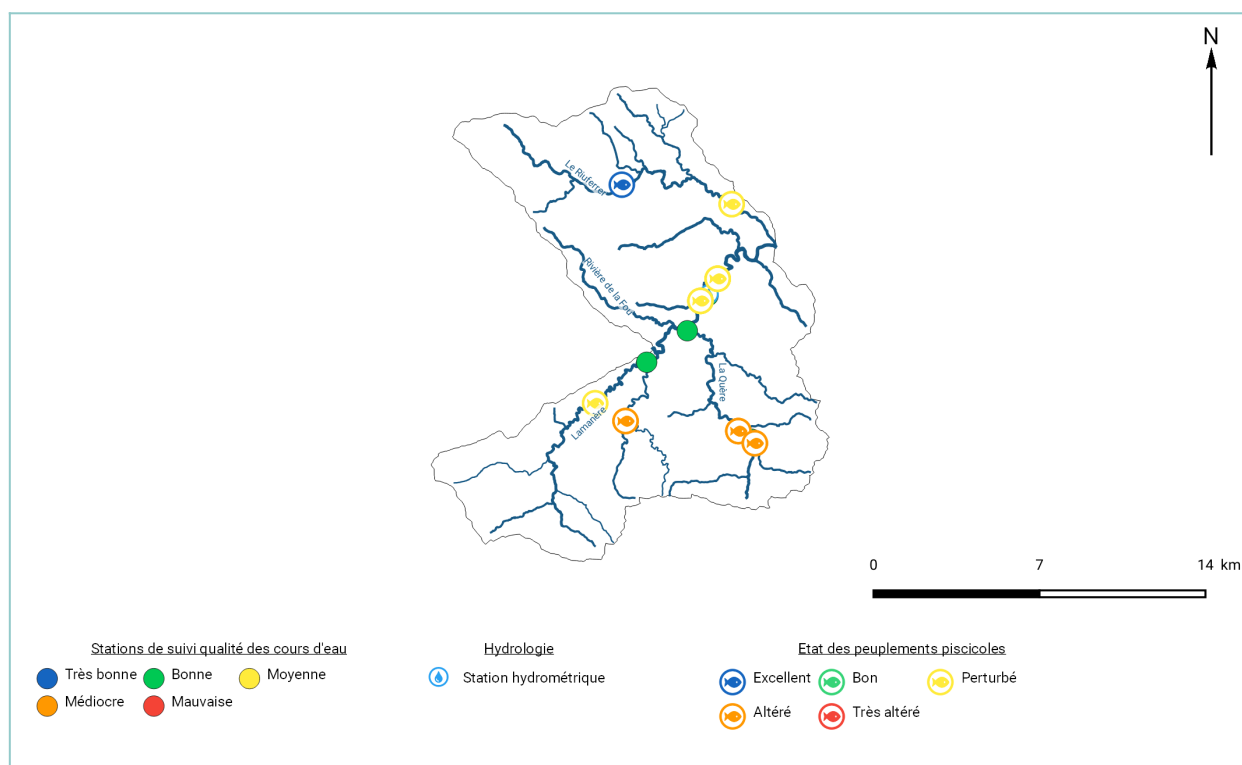 N
Le Riuferrer
Rivière de la Fou
La Quère
Lamanère
0 7 14 km
Stations de suivi qualité des cours d'eau
Très bonne Bonne Moyenne
Médiocre Mauvaise
Hydrologie
Station hydrométrique
Etat des peuplements piscicoles
Excellent Bon Perturbé
Altéré Très altéré